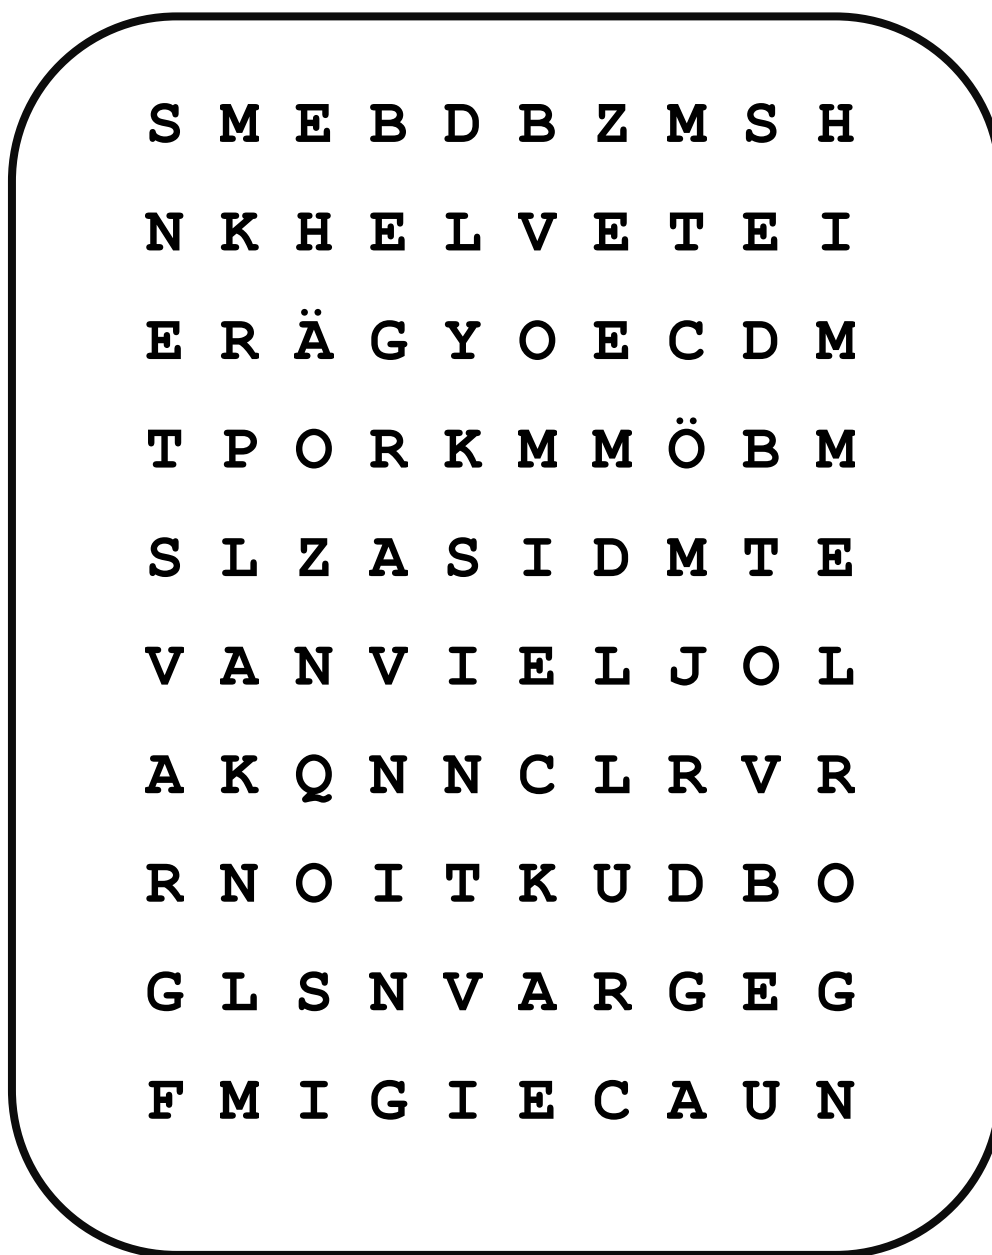 S M E B D B Z M S H
N K H E L V E T E I
E R Ä G Y O E C D M
T P O R K M M Ö B M
S L Z A S I D M T E
V A N V I E L J O L
A K Q N N C L R V R
R N O I T K U D B O
G L S N V A R G E G
F M I G I E C A U N